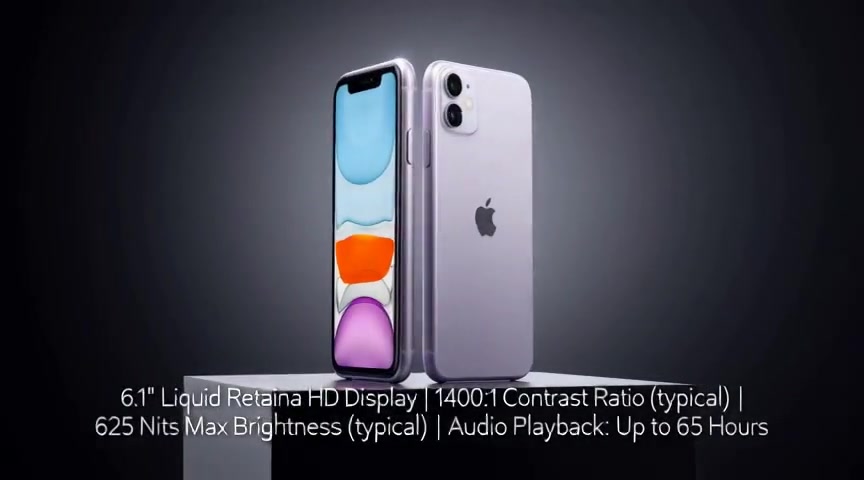 6.1" Liquid Retaina HD Display | 1400:1 Contrast Ratio (typical) |
625 Nits Max Brightness (typical) | Audio Playback: Up to 65 Hours